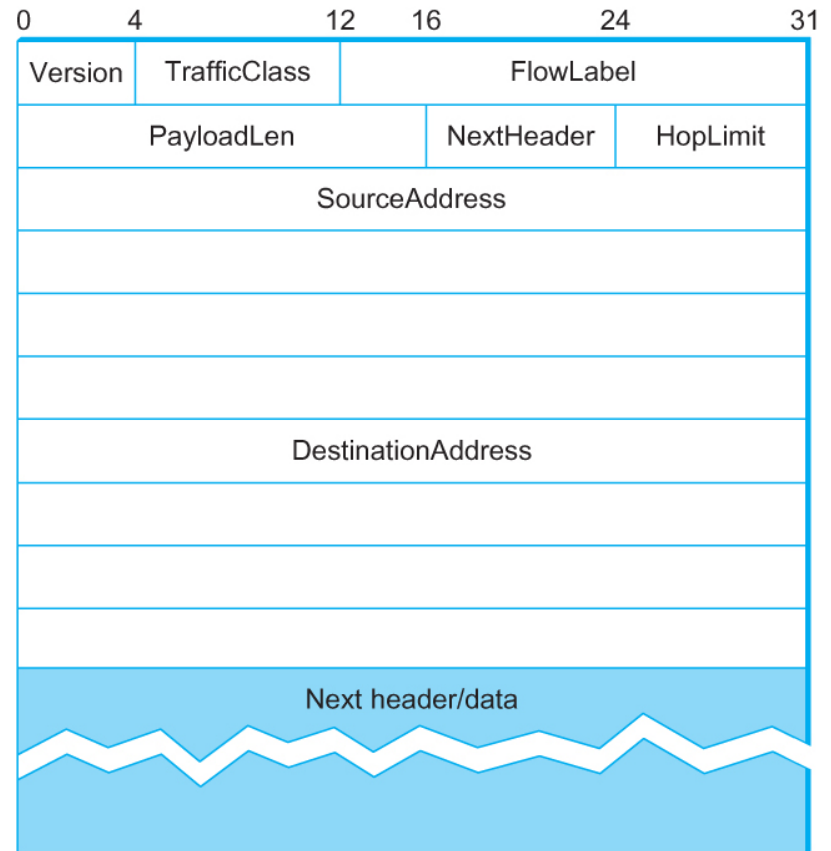 0 4 12 16 24 31
Version TrafficClass FlowLabel
PayloadLen NextHeader HopLimit
SourceAddress
DestinationAddress
Next header/data